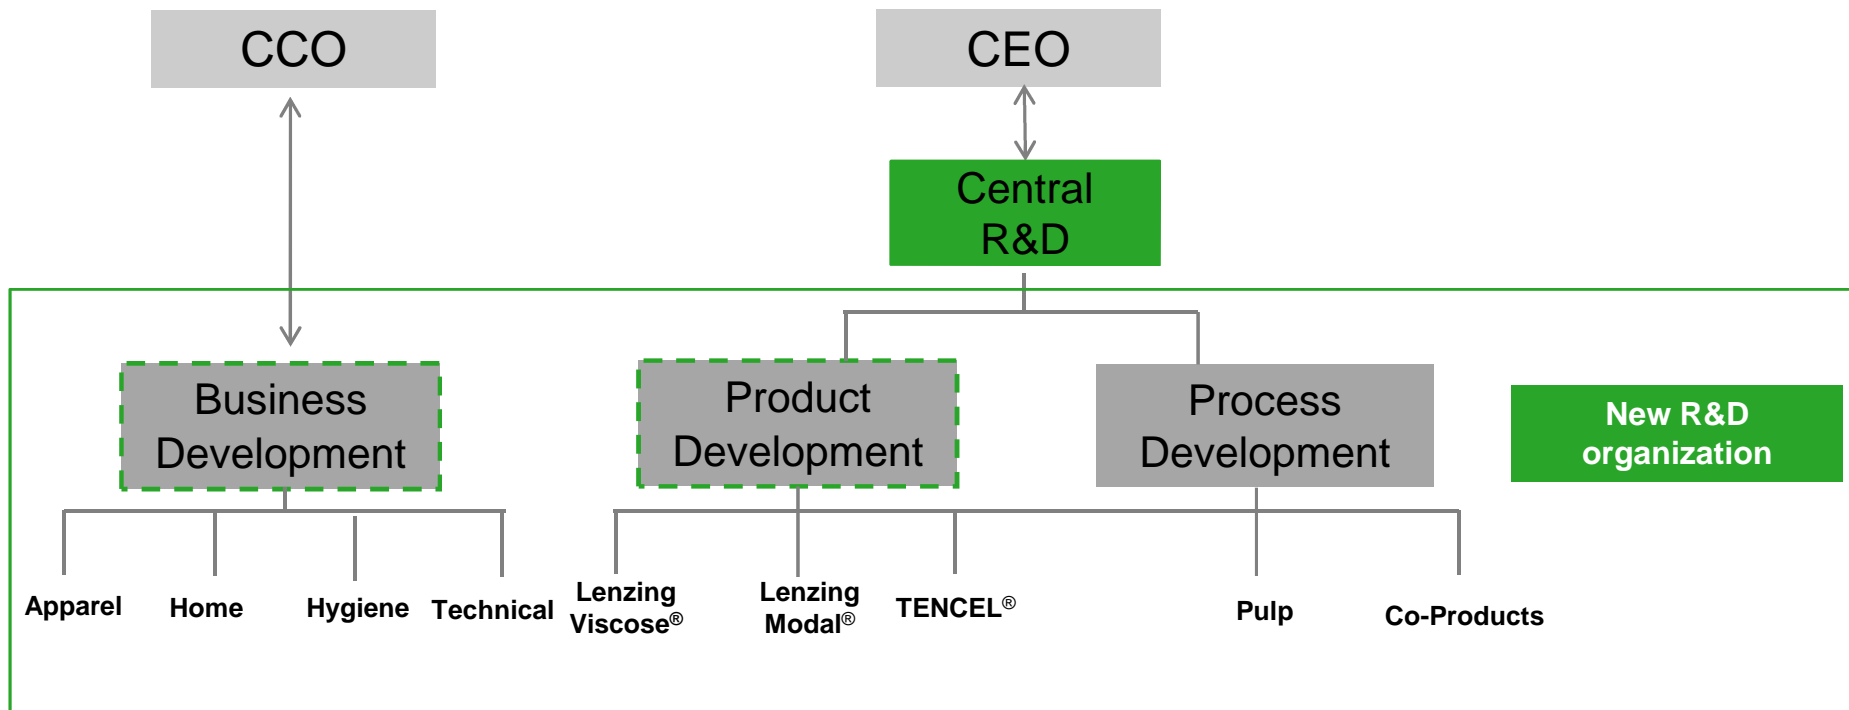 CCO
CEO
Central
R&D
Business
Development
Product
Development
Process
Development
New R&D
organization
Apparel
Home
Hygiene
Technical
Lenzing
Viscose®
Lenzing
Modal®
TENCEL®
Pulp
Co-Products